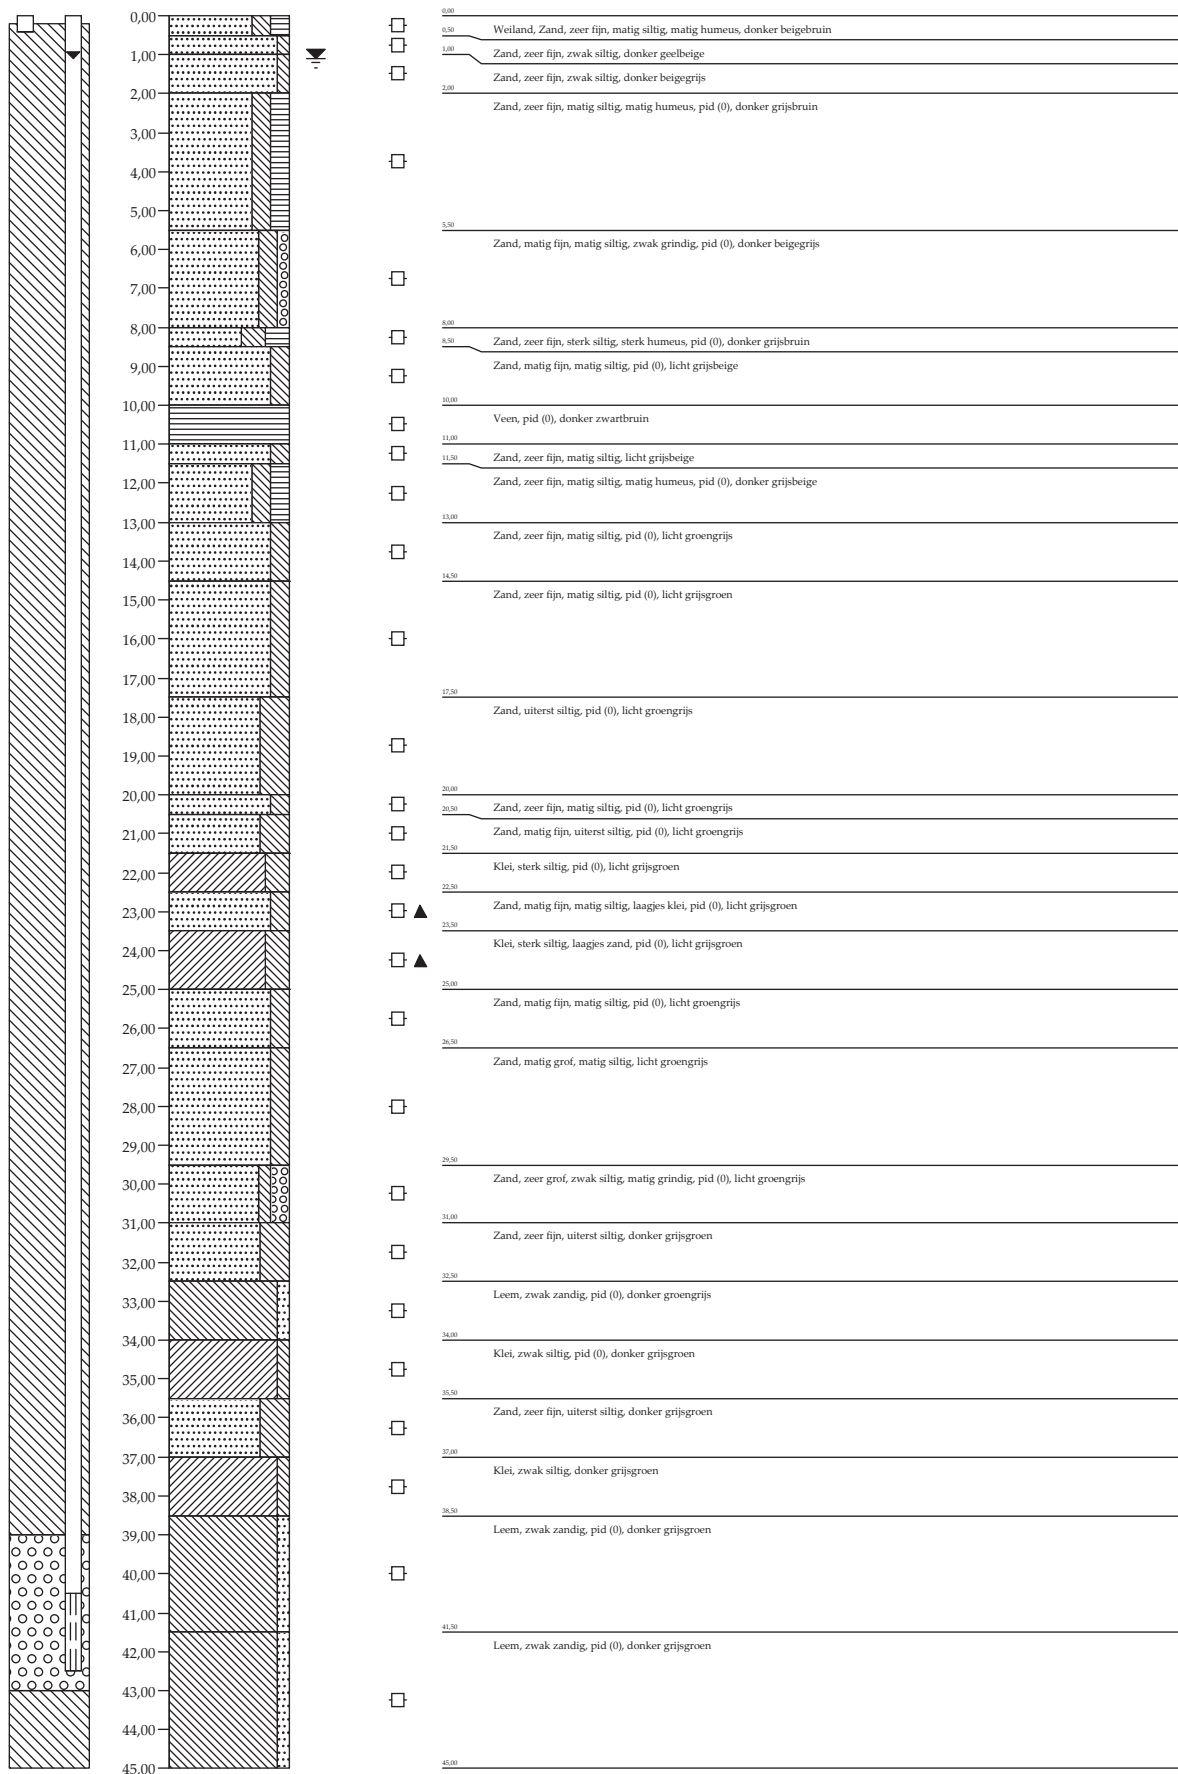 0,00
1,00
2,00
3,00
4,00
5,00
6,00
7,00
8,00
9,00
10,00
11,00
12,00
13,00
14,00
15,00
16,00
17,00
18,00
19,00
20,00
21,00
22,00
23,00
24,00
25,00
26,00
27,00
28,00
29,00
30,00
31,00
32,00
33,00
34,00
35,00
36,00
37,00
38,00
39,00
40,00
41,00
42,00
43,00
44,00
45,00
0,00
Weiland, Zand, zeer fijn, matig siltig, matig humeus, donker beigebruin
0,50
Zand, zeer fijn, zwak siltig, donker geelbeige
1,00
Zand, zeer fijn, zwak siltig, donker beigegrijs
2,00
Zand, zeer fijn, matig siltig, matig humeus, pid (0), donker grijsbruin
5,50
Zand, matig fijn, matig siltig, zwak grindig, pid (0), donker beigegrijs
8,00
Zand, zeer fijn, sterk siltig, sterk humeus, pid (0), donker grijsbruin
8,50
Zand, matig fijn, matig siltig, pid (0), licht grijsbeige
10,00
Veen, pid (0), donker zwartbruin
11,00
Zand, zeer fijn, matig siltig, licht grijsbeige
11,50
Zand, zeer fijn, matig siltig, matig humeus, pid (0), donker grijsbeige
13,00
Zand, zeer fijn, matig siltig, pid (0), licht groengrijs
14,50
Zand, zeer fijn, matig siltig, pid (0), licht grijsgroen
17,50
Zand, uiterst siltig, pid (0), licht groengrijs
20,00
Zand, zeer fijn, matig siltig, pid (0), licht groengrijs
20,50
Zand, matig fijn, uiterst siltig, pid (0), licht groengrijs
21,50
Klei, sterk siltig, pid (0), licht grijsgroen
22,50
Zand, matig fijn, matig siltig, laagjes klei, pid (0), licht grijsgroen
23,50
Klei, sterk siltig, laagjes zand, pid (0), licht grijsgroen
25,00
Zand, matig fijn, matig siltig, pid (0), licht groengrijs
26,50
Zand, matig grof, matig siltig, licht groengrijs
29,50
Zand, zeer grof, zwak siltig, matig grindig, pid (0), licht groengrijs
31,00
Zand, zeer fijn, uiterst siltig, donker grijsgroen
32,50
Leem, zwak zandig, pid (0), donker groengrijs
34,00
Klei, zwak siltig, pid (0), donker grijsgroen
35,50
Zand, zeer fijn, uiterst siltig, donker grijsgroen
37,00
Klei, zwak siltig, donker grijsgroen
38,50
Leem, zwak zandig, pid (0), donker grijsgroen
41,50
Leem, zwak zandig, pid (0), donker grijsgroen
45,00